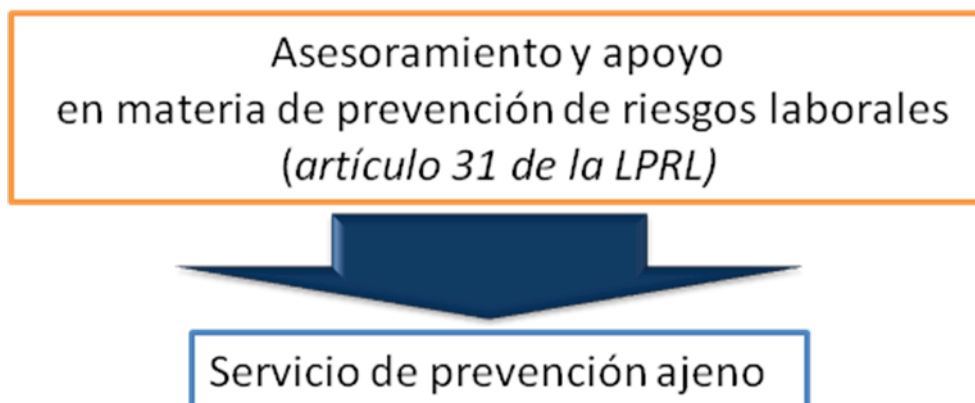 Asesoramiento y apoyo
en materia de prevención de riesgos laborales
(artículo 31 de la LPRL)
Servicio de prevención ajeno